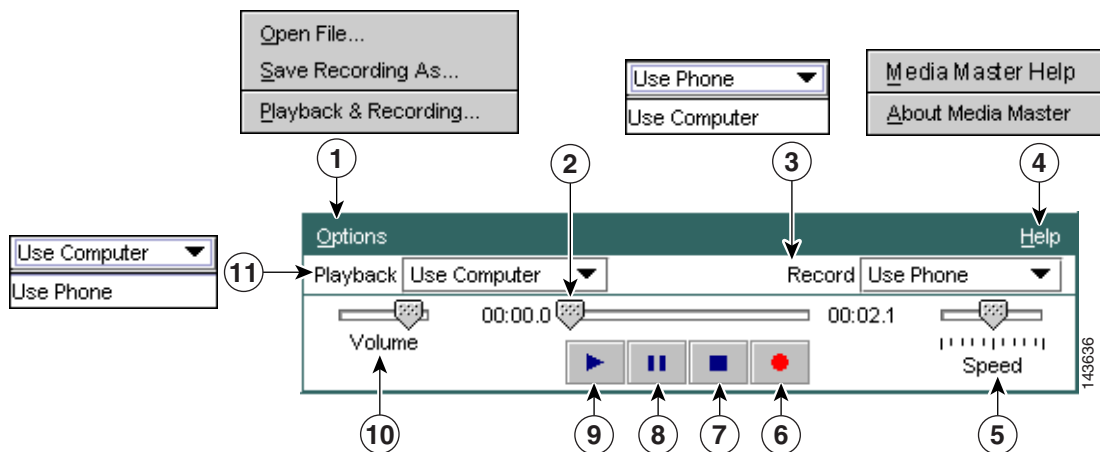 Open File...
Save Recording As...
Playback & Recording...
Use Phone
Use Computer
Media Master Help
About Media Master
1
2
3
4
Use Computer
Use Phone
11
Options
Help
Playback
Use Computer
Record
Use Phone
Volume
00:00.0
00:02.1
Speed
143636
10
9
8
7
6
5